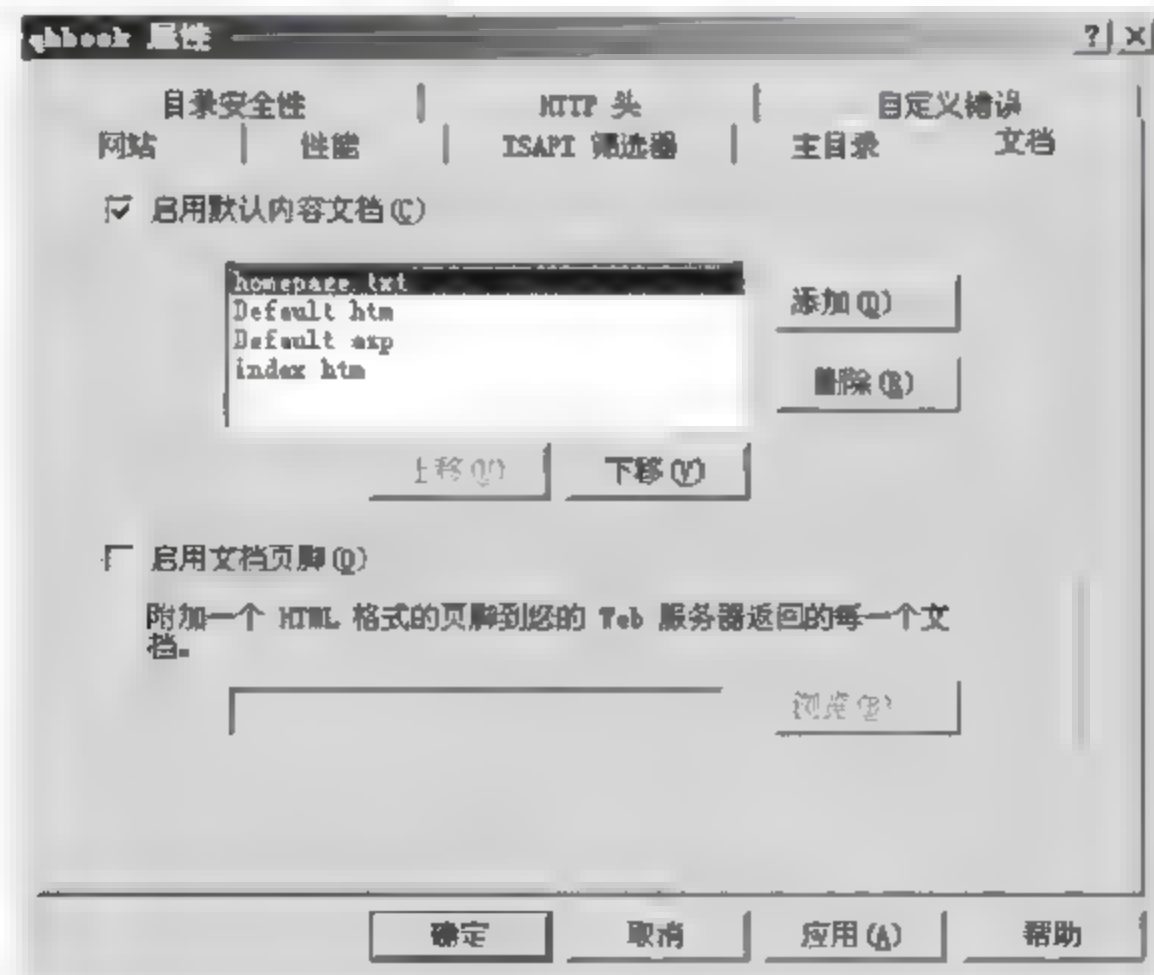 qhbook 属性
目录安全性 HTTP 头 自定义错误
网站 性能 ISAPI 筛选器 主目录 文档
启用默认内容文档(C)
homepage.txt
Default htm
Default asp
index htm
添加(D)
删除(R)
上移(U) 下移(V)
启用文档页脚(O)
附加一个 HTML 格式的页脚到您的 Web 服务器返回的每一个文
档。
浏览(B)
确定 取消 应用(A) 帮助